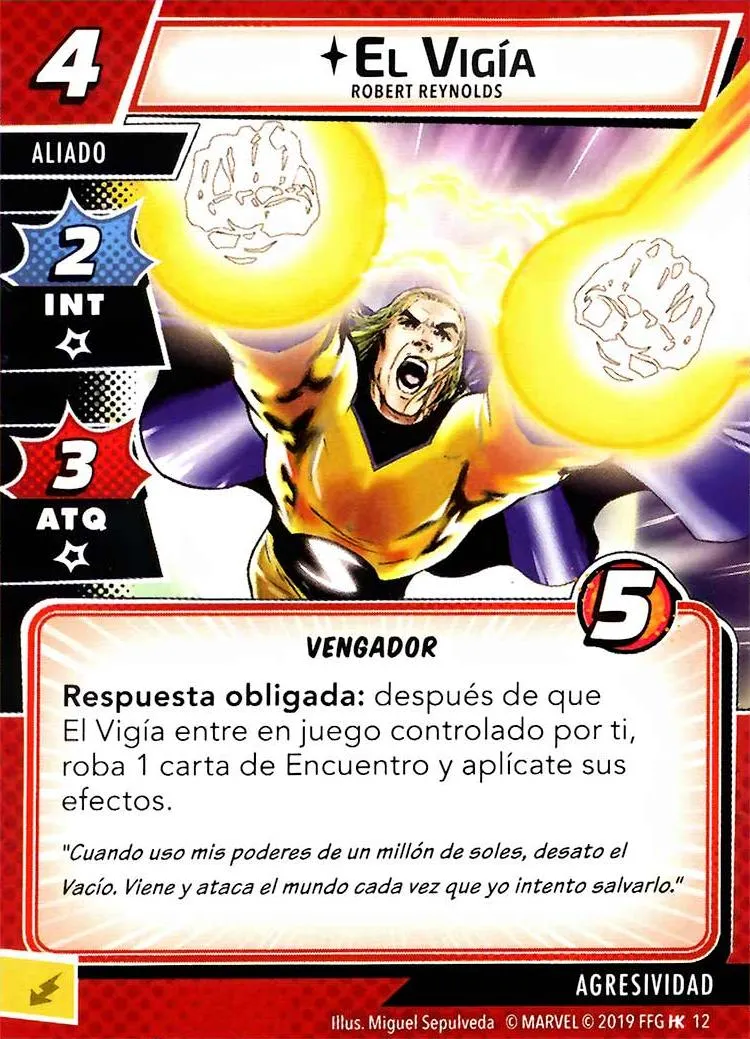 4
El Vigía
ROBERT REYNOLDS
ALIADO
2
INT
3
ATQ
5
VENGADOR
Respuesta obligada: después de que
El Vigía entre en juego controlado por ti,
roba 1 carta de Encuentro y aplícate sus
efectos.
"Cuando uso mis poderes de un millón de soles, desato el
Vacío. Viene y ataca el mundo cada vez que yo intento salvarlo."
AGRESIVIDAD
Illus. Miguel Sepulveda © MARVEL © 2019 FFG 12